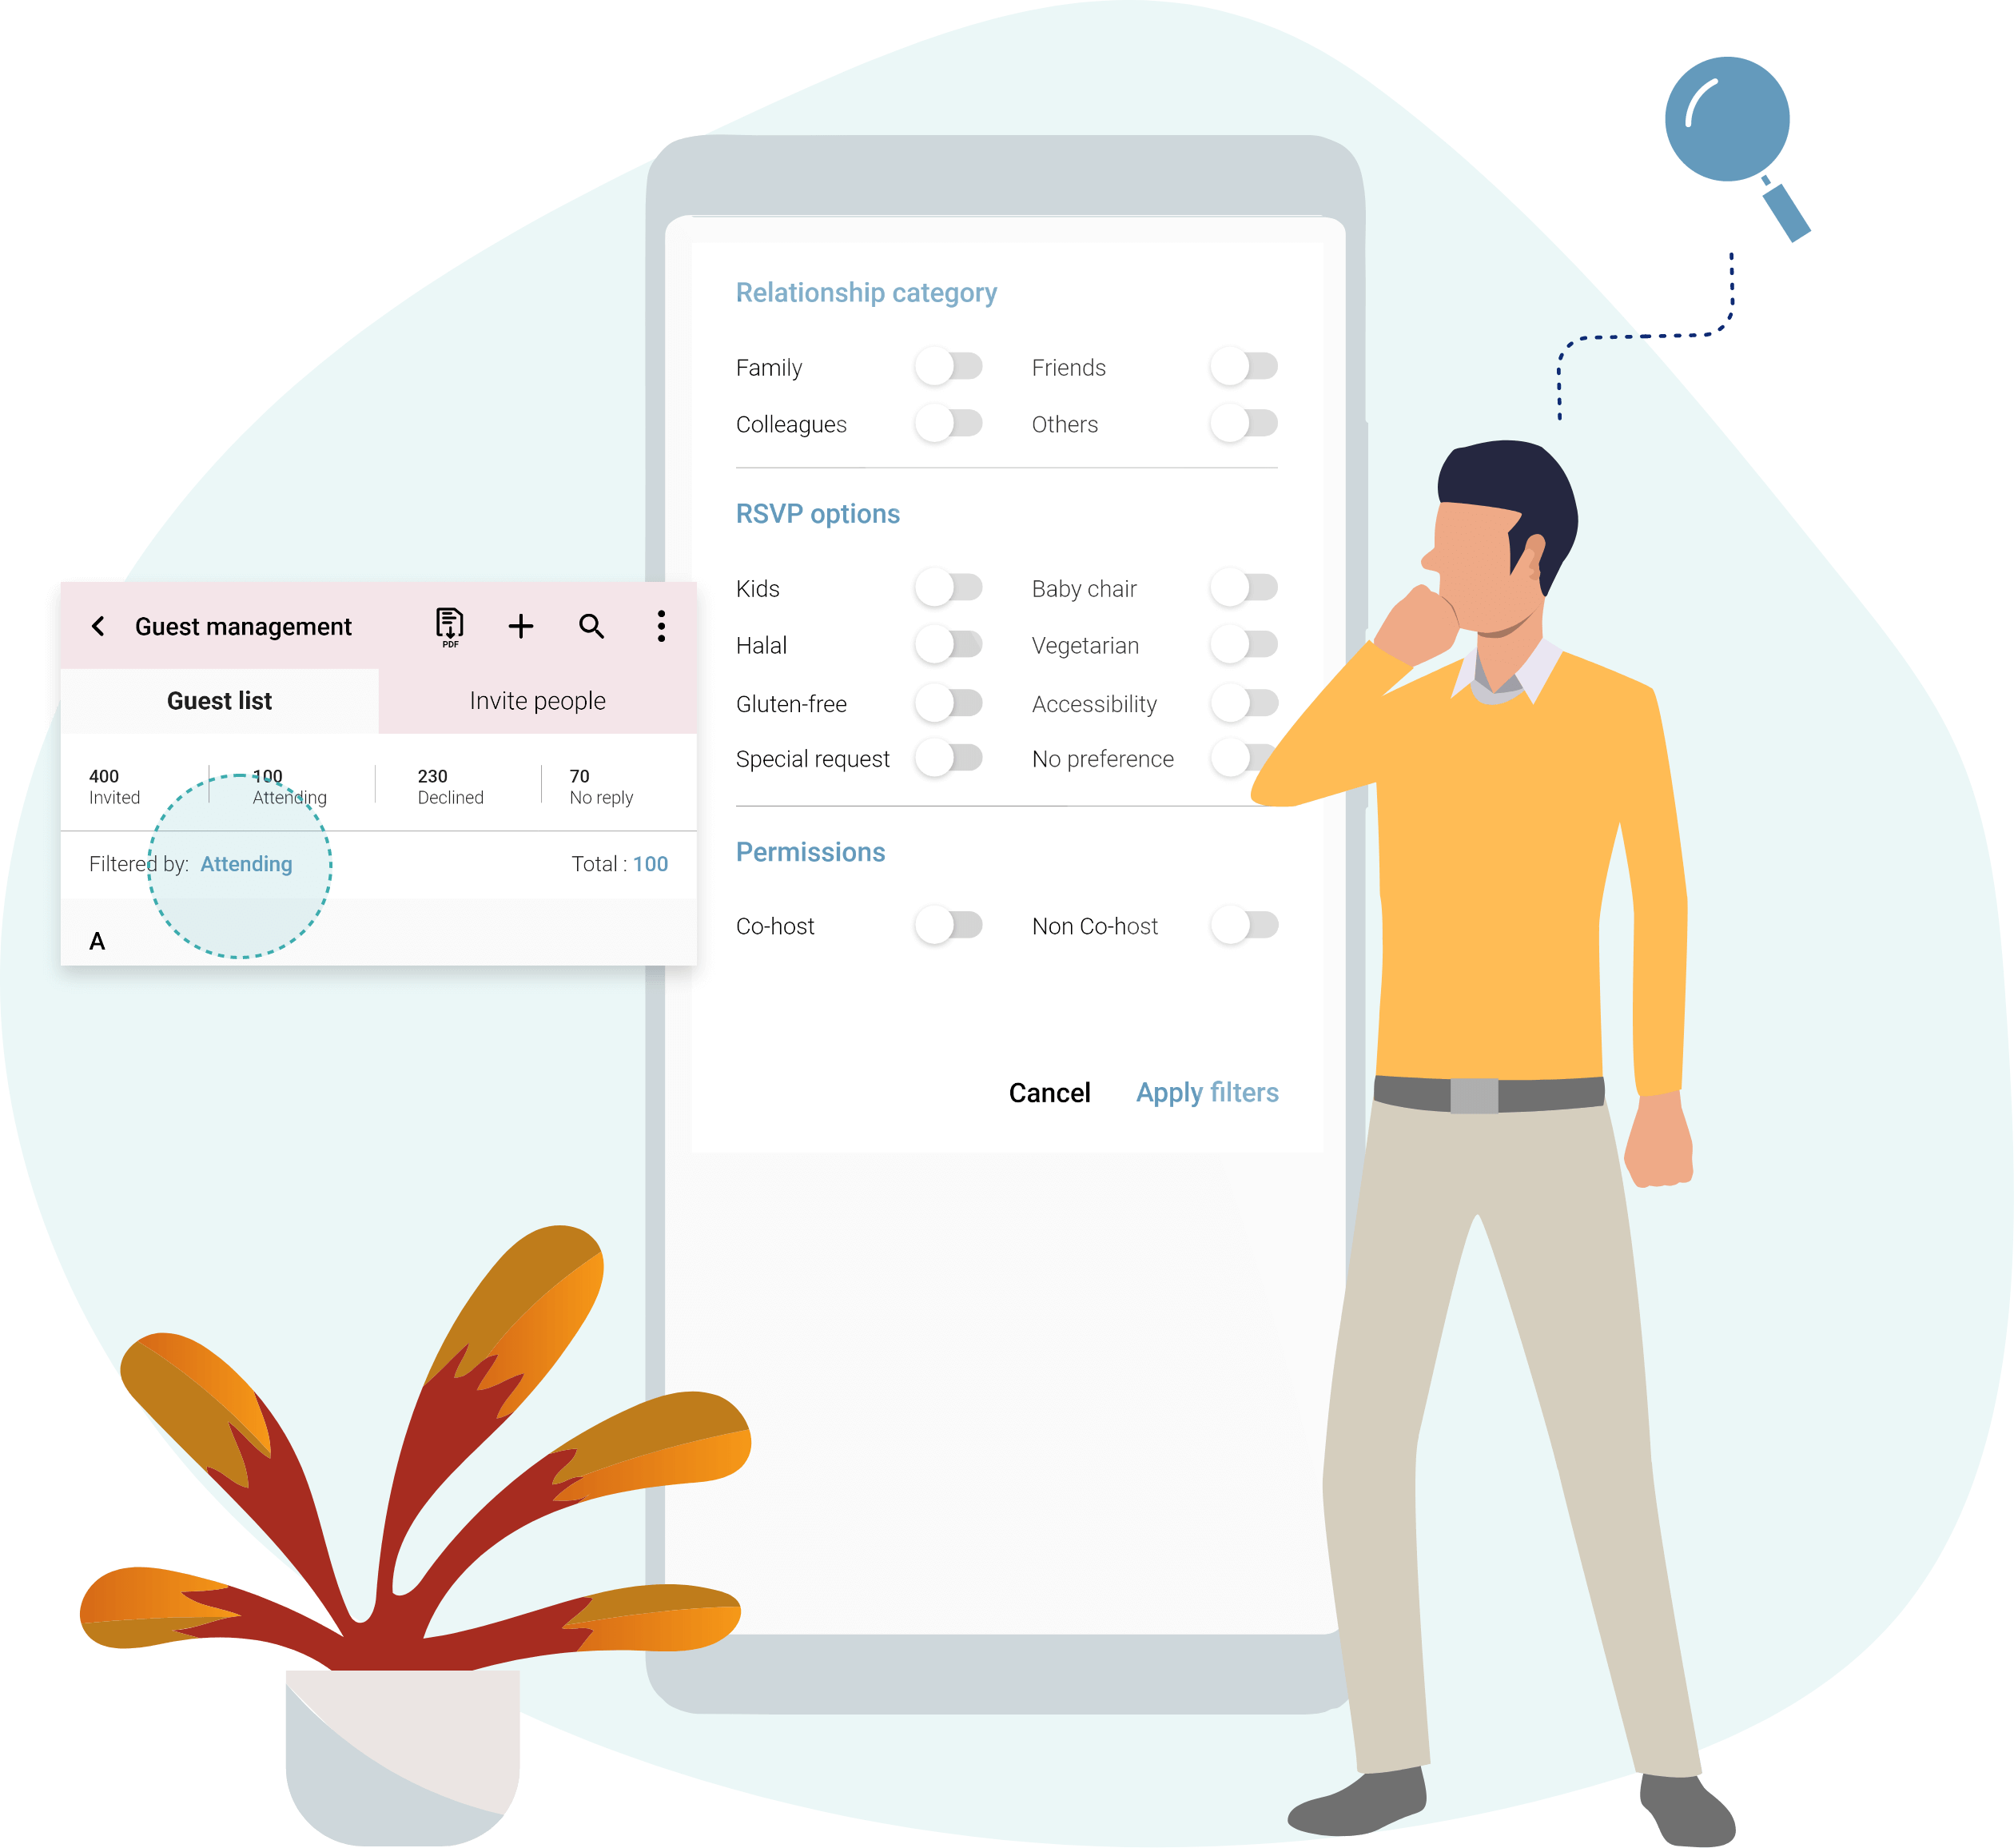 Relationship category
Family Friends
Colleagues Others
RSVP options
Kids Baby chair
Halal Vegetarian
Gluten-free Accessibility
Special request No preference
Permissions
Co-host Non Co-host
Cancel Apply filters
Guest management
PDF
Guest list Invite people
400 100 230 70
Invited Attending Declined No reply
Filtered by: Attending Total : 100
A